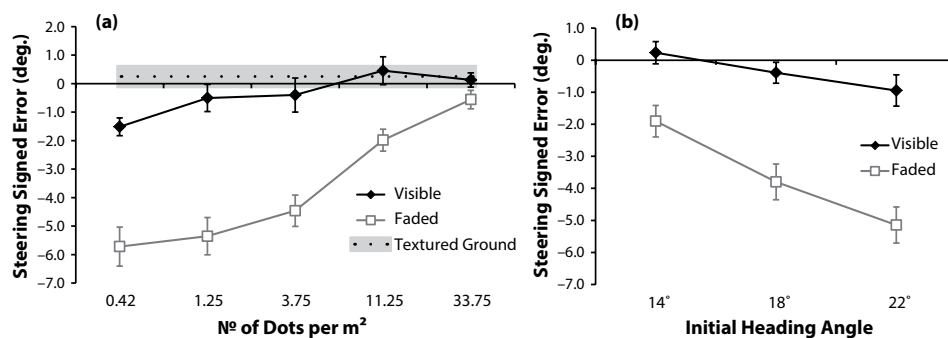 (a)
Steering Signed Error (deg.)
2.0
1.0
0
−1.0
−2.0
−3.0
−4.0
−5.0
−6.0
−7.0
Visible
Faded
Textured Ground
0.42 1.25 3.75 11.25 33.75
№ of Dots per m²
(b)
Steering Signed Error (deg.)
1.0
0
−1.0
−2.0
−3.0
−4.0
−5.0
−6.0
−7.0
Visible
Faded
14° 18° 22°
Initial Heading Angle